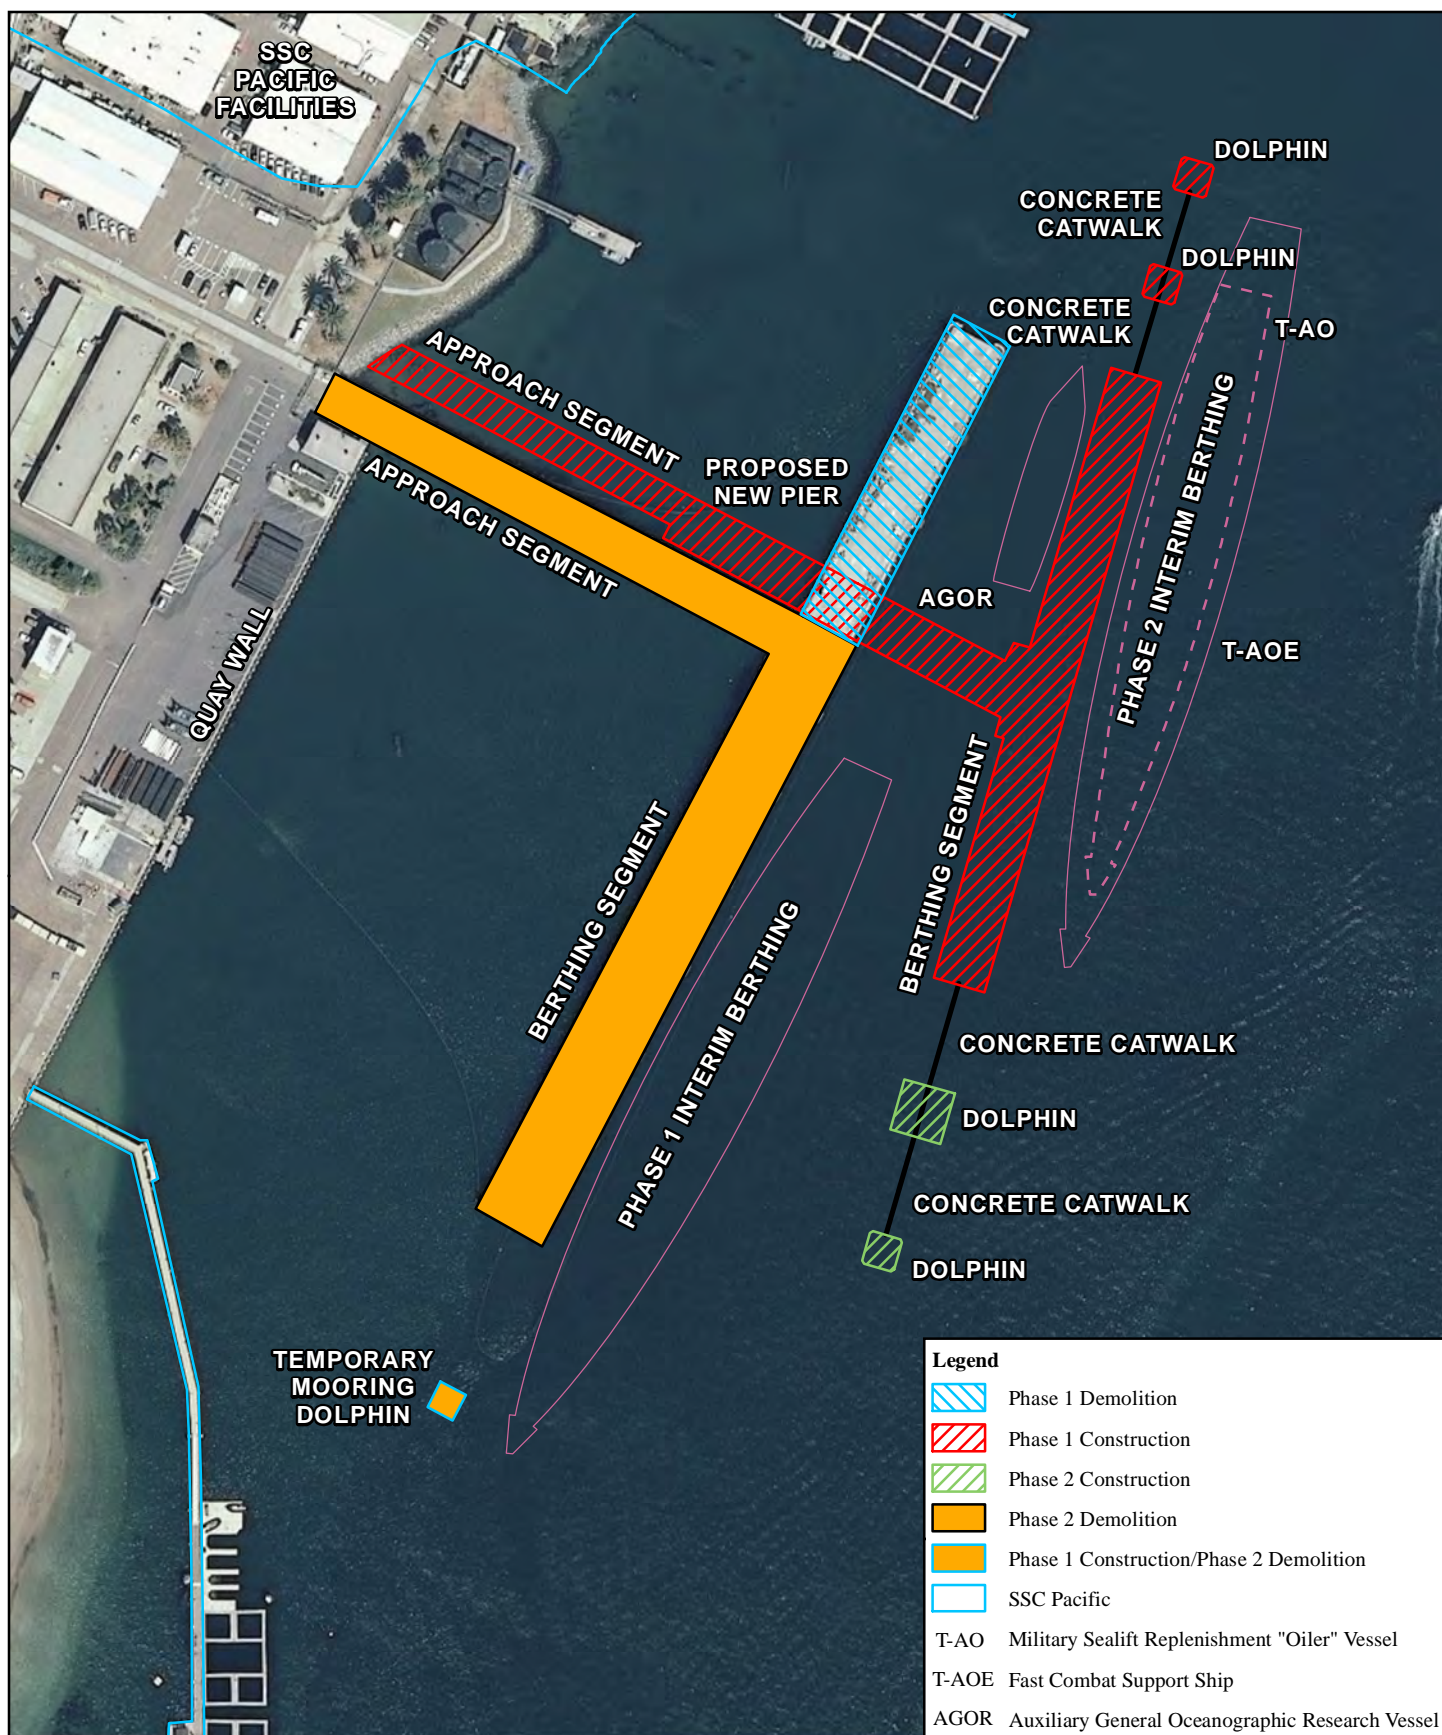 SSC
PACIFIC
FACILITIES
DOLPHIN
CONCRETE
CATWALK
DOLPHIN
CONCRETE
CATWALK
T-AO
APPROACH SEGMENT
PROPOSED
NEW PIER
APPROACH SEGMENT
PHASE 2 INTERIM BERTHING
AGOR
T-AOE
QUAY WALL
BERTHING SEGMENT
BERTHING SEGMENT
PHASE 1 INTERIM BERTHING
CONCRETE CATWALK
DOLPHIN
CONCRETE CATWALK
DOLPHIN
TEMPORARY
MOORING
DOLPHIN
Legend
Phase 1 Demolition
Phase 1 Construction
Phase 2 Construction
Phase 2 Demolition
Phase 1 Construction/Phase 2 Demolition
SSC Pacific
T-AO Military Sealift Replenishment "Oiler" Vessel
T-AOE Fast Combat Support Ship
AGOR Auxiliary General Oceanographic Research Vessel